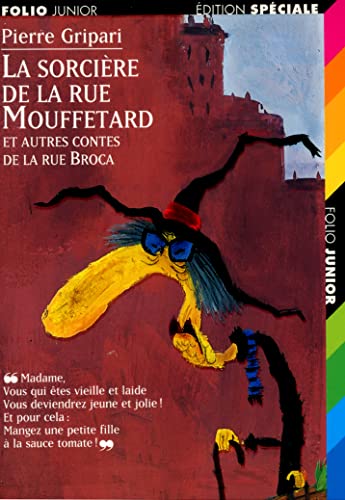 FOLIO JUNIOR
ÉDITION SPÉCIALE
Pierre Gripari
LA SORCIÈRE
DE LA RUE
MOUFFETARD
ET AUTRES CONTES
DE LA RUE BROCA
FOLIO JUNIOR
❝ Madame,
Vous qui êtes vieille et laide
Vous deviendrez jeune et jolie !
Et pour cela :
Mangez une petite fille
à la sauce tomate ! ❞